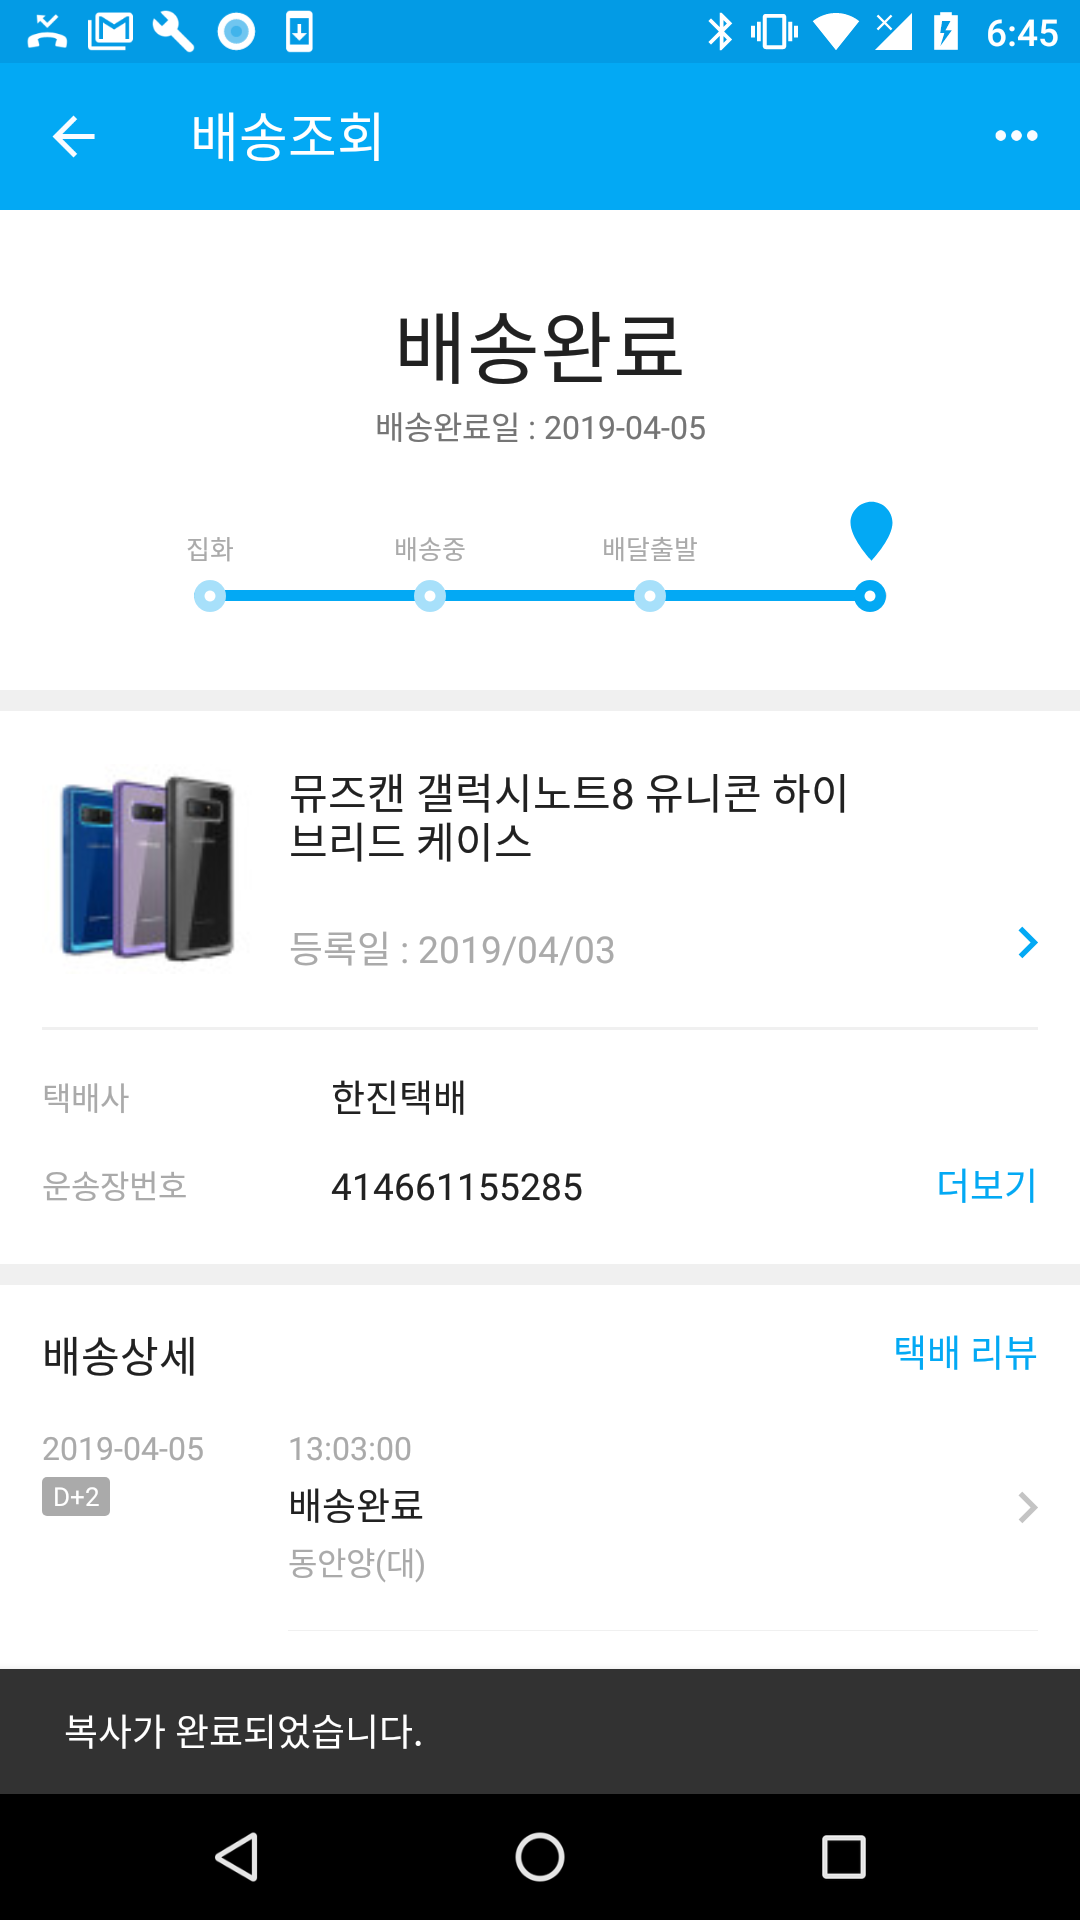 6:45
배송조회
배송완료
배송완료일 : 2019-04-05
집화
배송중
배달출발
뮤즈캔 갤럭시노트8 유니콘 하이
브리드 케이스
등록일 : 2019/04/03
택배사
한진택배
운송장번호
414661155285
더보기
배송상세
택배 리뷰
2019-04-05
13:03:00
D+2
배송완료
동안양(대)
복사가 완료되었습니다.